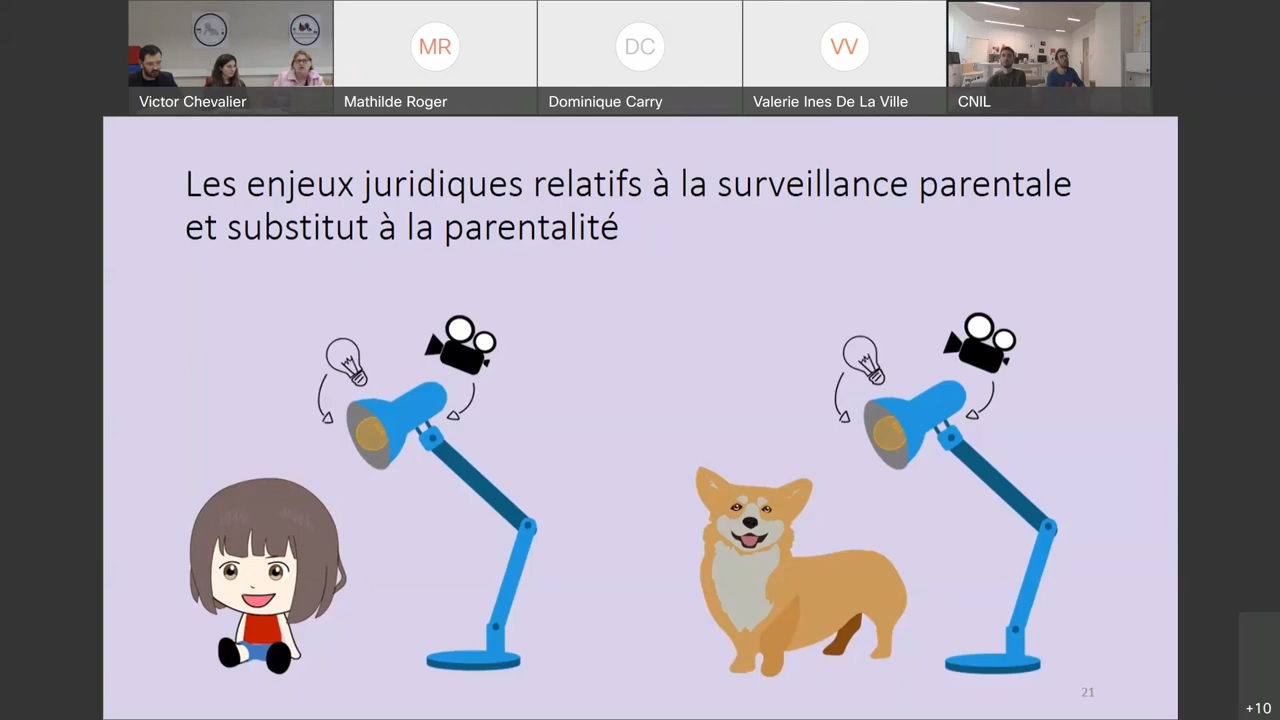 MR
DC
VV
Victor Chevalier
Mathilde Roger
Dominique Carry
Valerie Ines De La Ville
CNIL
Les enjeux juridiques relatifs à la surveillance parentale
et substitut à la parentalité
21
+10